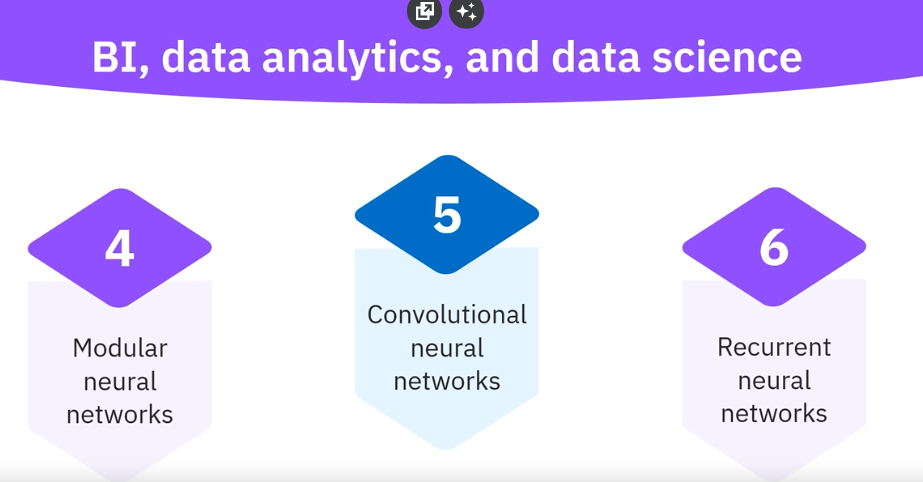 BI, data analytics, and data science
4
Modular
neural
networks
5
Convolutional
neural
networks
6
Recurrent
neural
networks